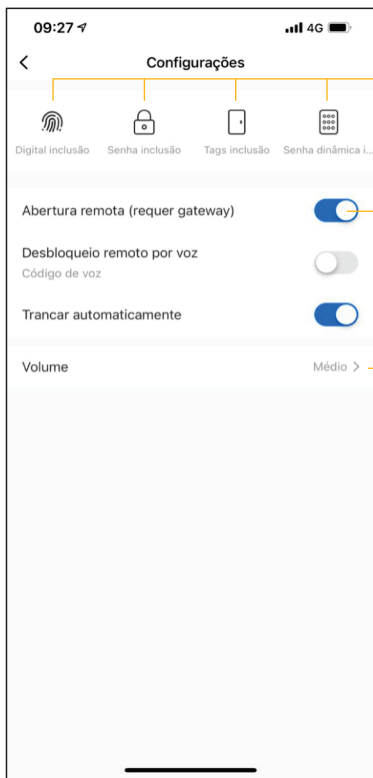 09:27
4G
Configurações
Digital inclusão
Senha inclusão
Tags inclusão
Senha dinâmica i...
Abertura remota (requer gateway)
Desbloqueio remoto por voz
Código de voz
Trancar automaticamente
Volume
Médio